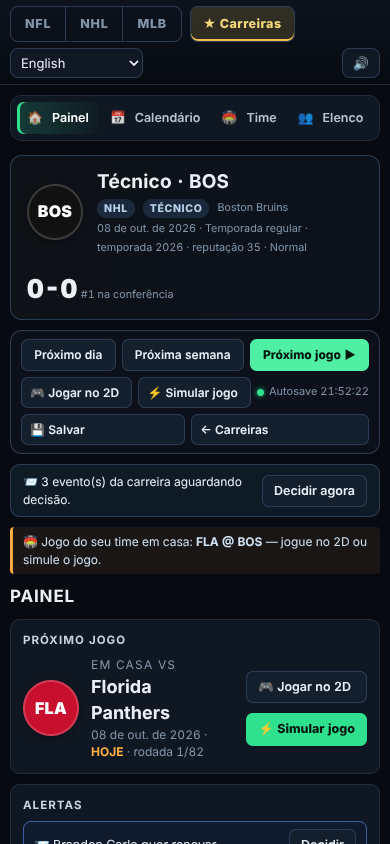 NFL NHL MLB ★ Carreiras
English 🔊
🏠 Painel 📅 Calendário 🏟️ Time 👥 Elenco
BOS
Técnico · BOS
NHL TÉCNICO Boston Bruins
08 de out. de 2026 · Temporada regular ·
temporada 2026 · reputação 35 · Normal
0-0 #1 na conferência
Próximo dia Próxima semana Próximo jogo ▶
🎮 Jogar no 2D ⚡ Simular jogo Autosave 21:52:22
💾 Salvar ← Carreiras
📨 3 evento(s) da carreira aguardando
decisão.
Decidir agora
🏟️ Jogo do seu time em casa: FLA @ BOS — jogue no 2D ou
simule o jogo.
PAINEL
PRÓXIMO JOGO
FLA
EM CASA VS
Florida
Panthers
08 de out. de 2026 ·
HOJE · rodada 1/82
🎮 Jogar no 2D
⚡ Simular jogo
ALERTAS
📨 Brandon Carlo quer renovar
Decidir